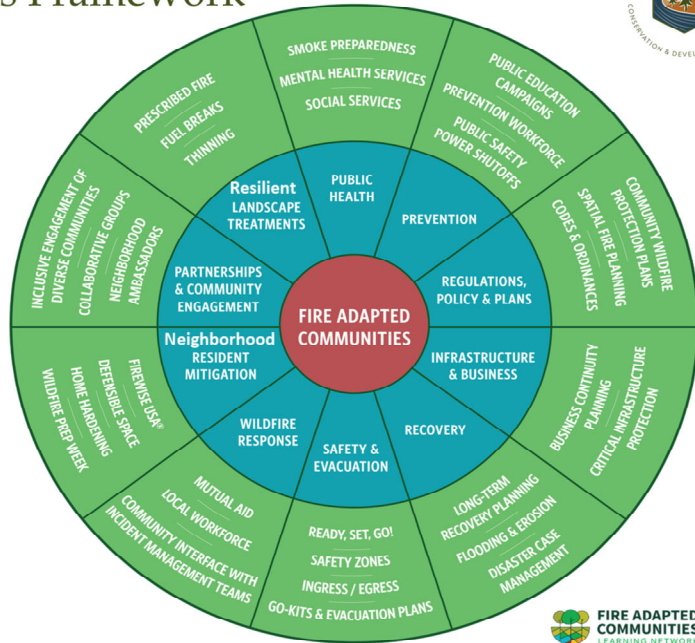 Framework
CONSERVATION & DEVEL
SMOKE PREPAREDNESS
MENTAL HEALTH SERVICES
SOCIAL SERVICES
PUBLIC EDUCATION
CAMPAIGNS
PREVENTION WORKFORCE
PUBLIC SAFETY
POWER SHUTOFFS
COMMUNITY WILDFIRE
PROTECTION PLANS
SPATIAL FIRE PLANNING
CODES & ORDINANCES
BUSINESS CONTINUITY
PLANNING
CRITICAL INFRASTRUCTURE
PROTECTION
LONG-TERM
RECOVERY PLANNING
FLOODING & EROSION
DISASTER CASE
MANAGEMENT
READY, SET, GO!
SAFETY ZONES
INGRESS / EGRESS
GO-KITS & EVACUATION PLANS
MUTUAL AID
LOCAL WORKFORCE
COMMUNITY INTERFACE WITH
INCIDENT MANAGEMENT TEAMS
FIREWISE USA®
DEFENSIBLE SPACE
HOME HARDENING
WILDFIRE PREP WEEK
INCLUSIVE ENGAGEMENT OF
DIVERSE COMMUNITIES
COLLABORATIVE GROUPS
NEIGHBORHOOD
AMBASSADORS
PRESCRIBED FIRE
FUEL BREAKS
THINNING
PUBLIC
HEALTH
PREVENTION
REGULATIONS,
POLICY & PLANS
INFRASTRUCTURE
& BUSINESS
RECOVERY
SAFETY &
EVACUATION
WILDFIRE
RESPONSE
Neighborhood
RESIDENT
MITIGATION
PARTNERSHIPS
& COMMUNITY
ENGAGEMENT
Resilient
LANDSCAPE
TREATMENTS
FIRE ADAPTED
COMMUNITIES
FIRE ADAPTED
COMMUNITIES
LEARNING NETWORK